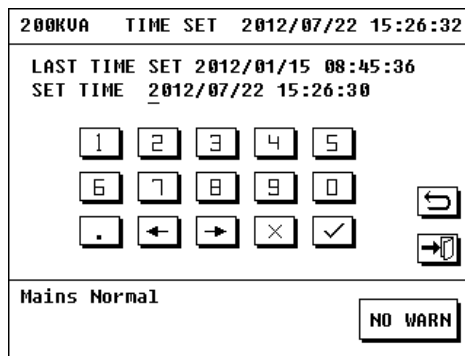 200KVA TIME SET 2012/07/22 15:26:32
LAST TIME SET 2012/01/15 08:45:36
SET TIME 2012/07/22 15:26:30
1 2 3 4 5
6 7 8 9 0
.
Mains Normal
NO WARN